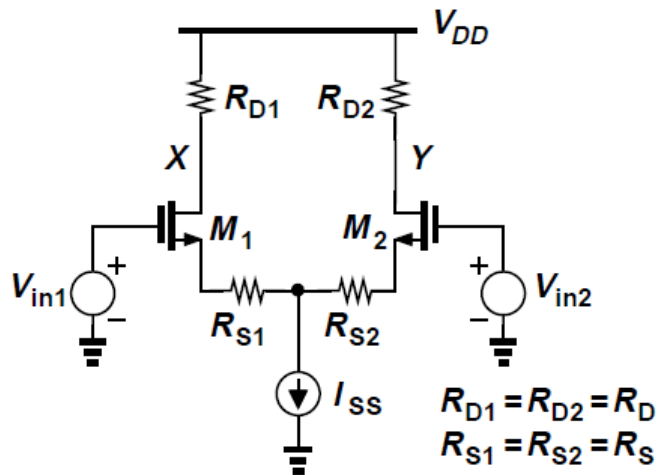 V_DD
R_D1
R_D2
X
Y
M_1
M_2
V_in1
+
−
R_S1
R_S2
+
−
V_in2
I_SS
R_D1 = R_D2 = R_D
R_S1 = R_S2 = R_S